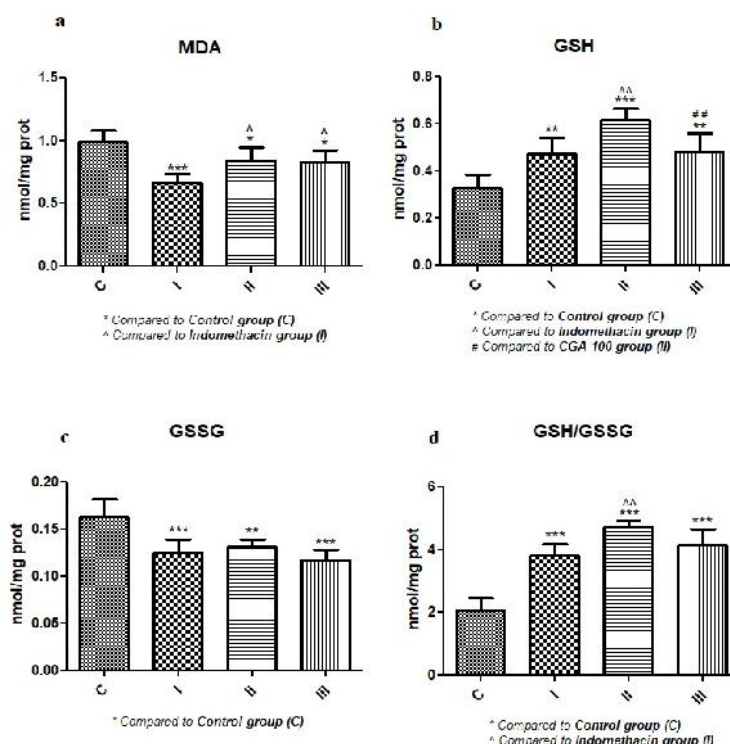 a
MDA
nmol/mg prot
1.5
1.0
0.5
0.0
***
^
*
^
*
C
I
II
III
* Compared to Control group (C)
^ Compared to Indomethacin group (I)
b
GSH
nmol/mg prot
0.8
0.6
0.4
0.2
0.0
**
^^
***
##
**
C
I
II
III
* Compared to Control group (C)
^ Compared to Indomethacin group (I)
# Compared to CGA 100 group (II)
c
GSSG
nmol/mg prot
0.20
0.15
0.10
0.05
0.00
***
**
***
C
I
II
III
* Compared to Control group (C)
d
GSH/GSSG
nmol/mg prot
6
4
2
0
***
^^
***
***
C
I
II
III
* Compared to Control group (C)
^ Compared to Indomethacin group (I)